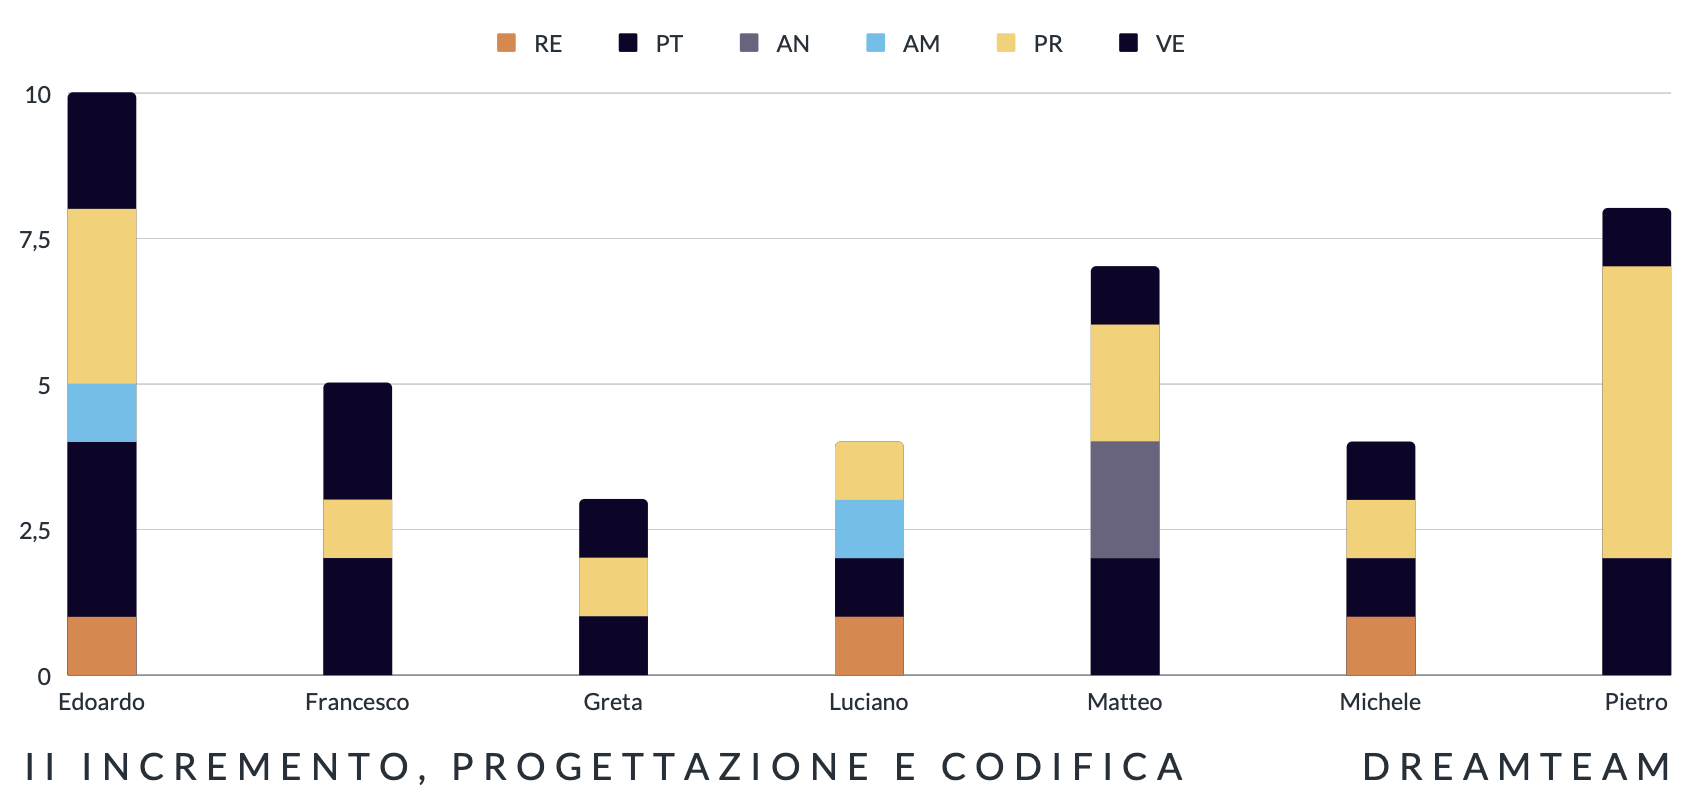 RE PT AN AM PR VE
10
7,5
5
2,5
0
Edoardo Francesco Greta Luciano Matteo Michele Pietro
II INCREMENTO, PROGETTAZIONE E CODIFICA DREAMTEAM